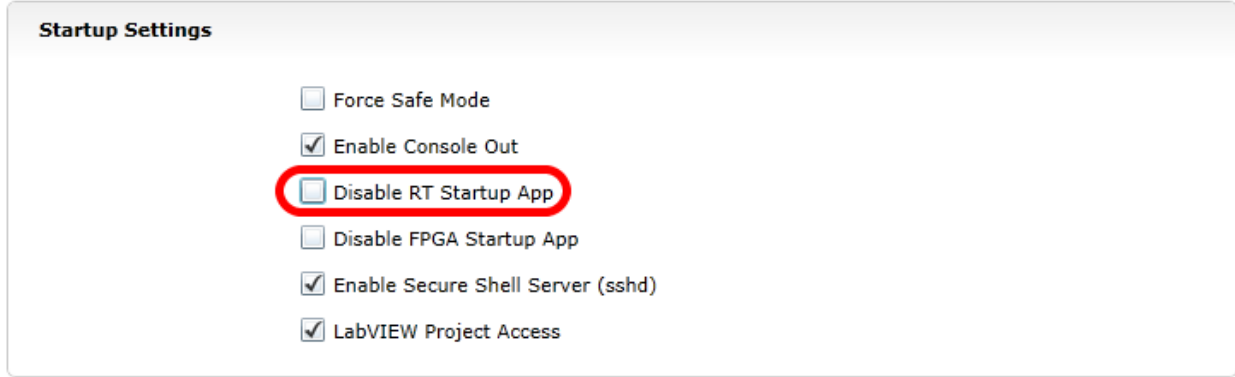 Startup Settings
Force Safe Mode
Enable Console Out
Disable RT Startup App
Disable FPGA Startup App
Enable Secure Shell Server (sshd)
LabVIEW Project Access